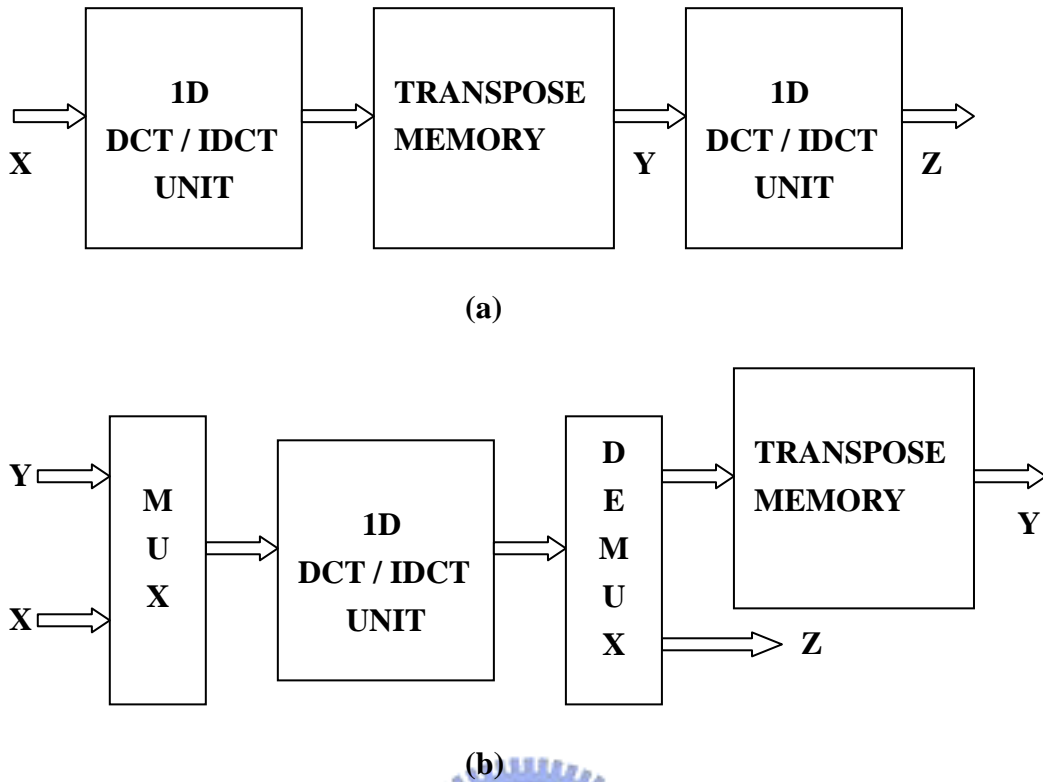 1D
DCT / IDCT
UNIT
TRANSPOSE
MEMORY
1D
DCT / IDCT
UNIT
X
Y
Z
(a)
Y
X
M
U
X
1D
DCT / IDCT
UNIT
D
E
M
U
X
TRANSPOSE
MEMORY
Y
Z
(b)